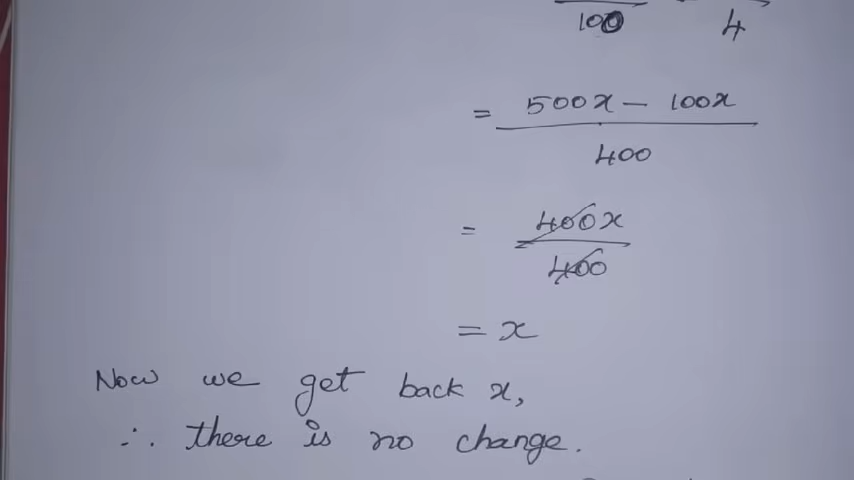 100 4
= 500x - 100x
400
= 400x
400
= x
Now we get back x,
∴ there is no change.